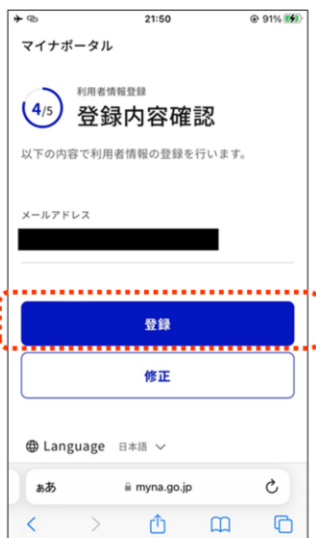 21:50
91%
マイナポータル
4/5
利用者情報登録
登録内容確認
以下の内容で利用者情報の登録を行います。
メールアドレス
登録
修正
Language 日本語
ぁあ myna.go.jp